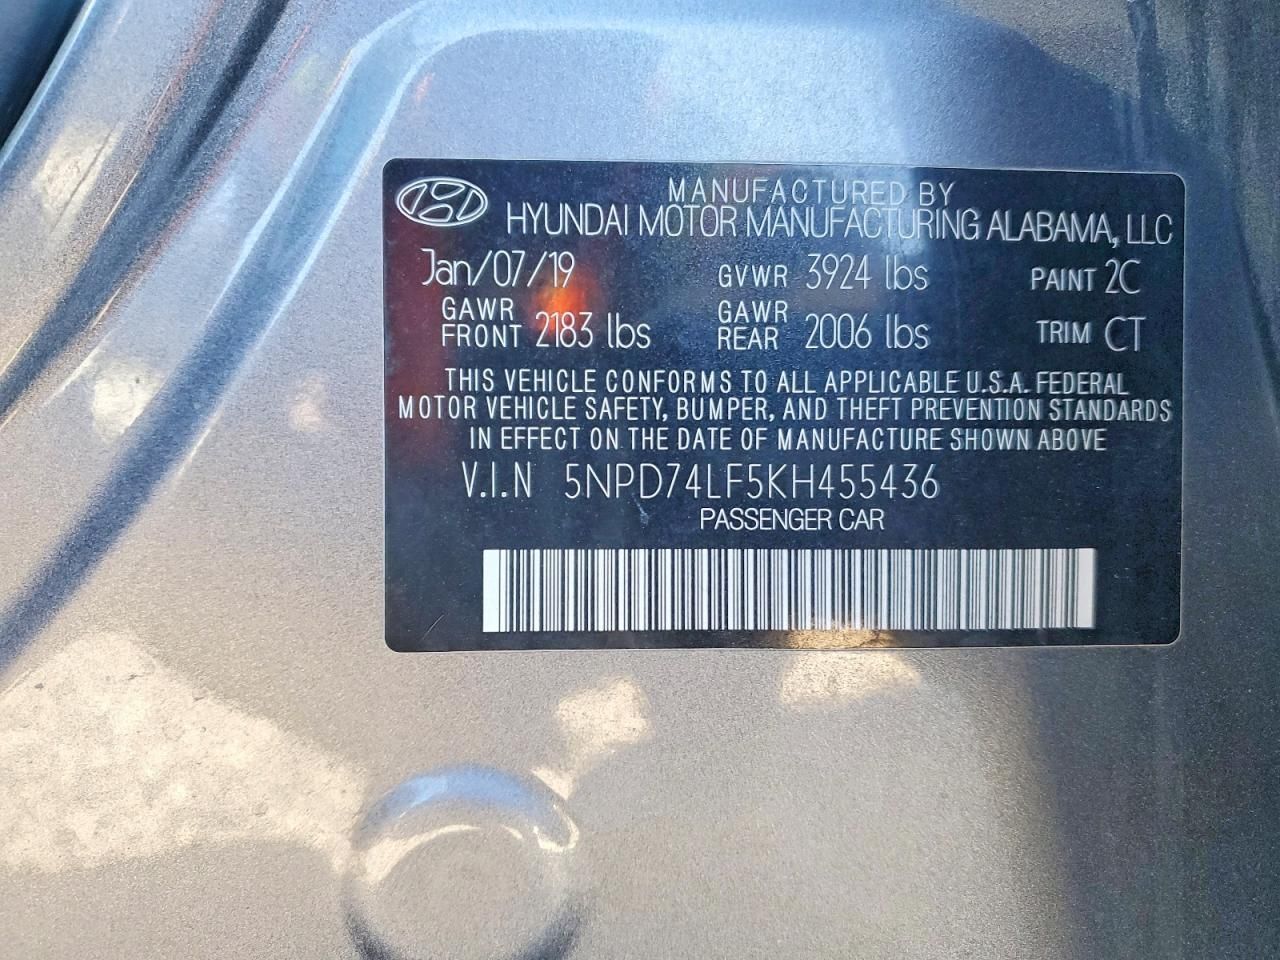 MANUFACTURED BY
HYUNDAI MOTOR MANUFACTURING ALABAMA, LLC
Jan/07/19 GVWR 3924 lbs PAINT 2C
GAWR FRONT 2183 lbs GAWR REAR 2006 lbs TRIM CT
THIS VEHICLE CONFORMS TO ALL APPLICABLE U.S.A. FEDERAL
MOTOR VEHICLE SAFETY, BUMPER, AND THEFT PREVENTION STANDARDS
IN EFFECT ON THE DATE OF MANUFACTURE SHOWN ABOVE
V.I.N 5NPD74LF5KH455436
PASSENGER CAR